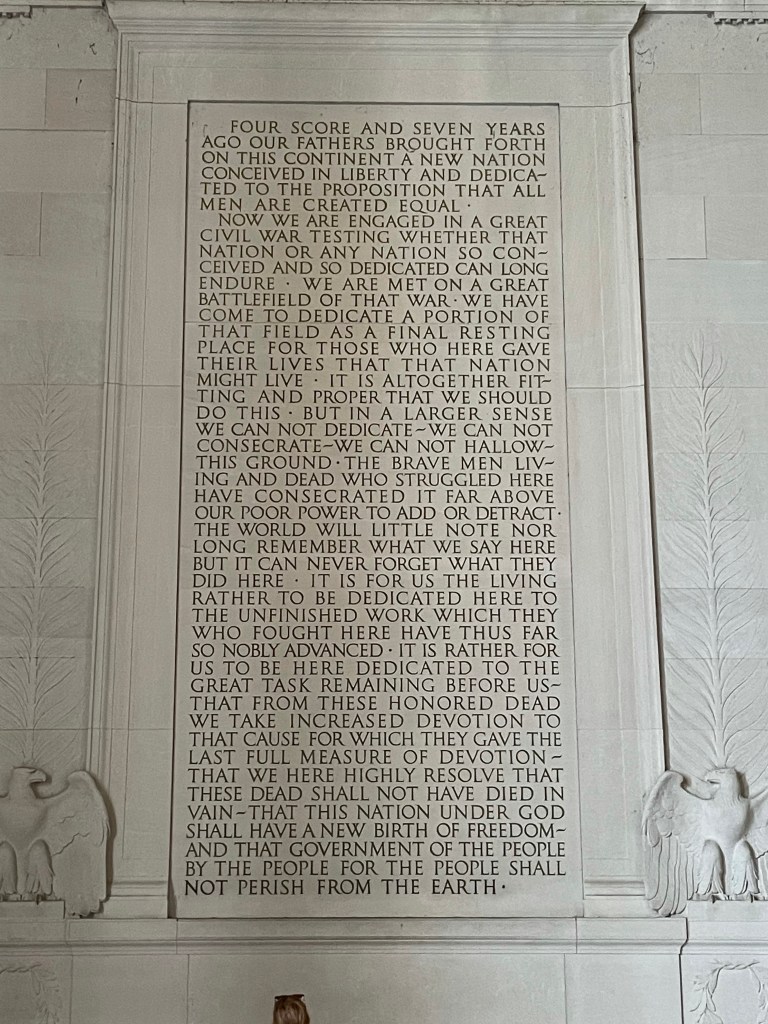 FOUR SCORE AND SEVEN YEARS
AGO OUR FATHERS BROUGHT FORTH
ON THIS CONTINENT A NEW NATION
CONCEIVED IN LIBERTY AND DEDICA~
TED TO THE PROPOSITION THAT ALL
MEN ARE CREATED EQUAL ·
NOW WE ARE ENGAGED IN A GREAT
CIVIL WAR TESTING WHETHER THAT
NATION OR ANY NATION SO CON~
CEIVED AND SO DEDICATED CAN LONG
ENDURE · WE ARE MET ON A GREAT
BATTLEFIELD OF THAT WAR · WE HAVE
COME TO DEDICATE A PORTION OF
THAT FIELD AS A FINAL RESTING
PLACE FOR THOSE WHO HERE GAVE
THEIR LIVES THAT THAT NATION
MIGHT LIVE · IT IS ALTOGETHER FIT~
TING AND PROPER THAT WE SHOULD
DO THIS · BUT IN A LARGER SENSE
WE CAN NOT DEDICATE~WE CAN NOT
CONSECRATE~WE CAN NOT HALLOW~
THIS GROUND · THE BRAVE MEN LIV~
ING AND DEAD WHO STRUGGLED HERE
HAVE CONSECRATED IT FAR ABOVE
OUR POOR POWER TO ADD OR DETRACT ·
THE WORLD WILL LITTLE NOTE NOR
LONG REMEMBER WHAT WE SAY HERE
BUT IT CAN NEVER FORGET WHAT THEY
DID HERE · IT IS FOR US THE LIVING
RATHER TO BE DEDICATED HERE TO
THE UNFINISHED WORK WHICH THEY
WHO FOUGHT HERE HAVE THUS FAR
SO NOBLY ADVANCED · IT IS RATHER FOR
US TO BE HERE DEDICATED TO THE
GREAT TASK REMAINING BEFORE US~
THAT FROM THESE HONORED DEAD
WE TAKE INCREASED DEVOTION TO
THAT CAUSE FOR WHICH THEY GAVE THE
LAST FULL MEASURE OF DEVOTION~
THAT WE HERE HIGHLY RESOLVE THAT
THESE DEAD SHALL NOT HAVE DIED IN
VAIN~THAT THIS NATION UNDER GOD
SHALL HAVE A NEW BIRTH OF FREEDOM~
AND THAT GOVERNMENT OF THE PEOPLE
BY THE PEOPLE FOR THE PEOPLE SHALL
NOT PERISH FROM THE EARTH ·